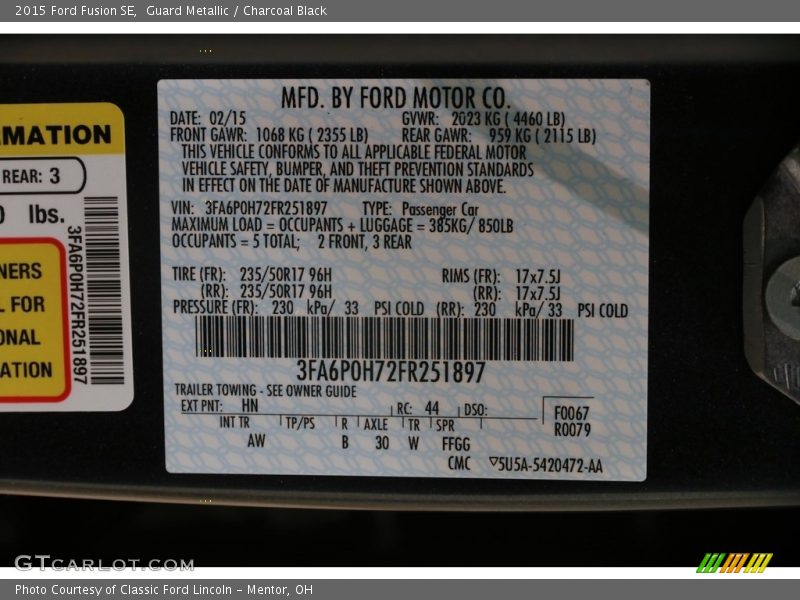 2015 Ford Fusion SE, Guard Metallic / Charcoal Black
RMATION
REAR: 3
0 lbs.
NERS
L FOR
ONAL
ATION
3FA6P0H72FR251897
MFD. BY FORD MOTOR CO.
DATE: 02/15 GVWR: 2023 KG ( 4460 LB)
FRONT GAWR: 1068 KG ( 2355 LB) REAR GAWR: 959 KG ( 2115 LB)
THIS VEHICLE CONFORMS TO ALL APPLICABLE FEDERAL MOTOR
VEHICLE SAFETY, BUMPER, AND THEFT PREVENTION STANDARDS
IN EFFECT ON THE DATE OF MANUFACTURE SHOWN ABOVE.
VIN: 3FA6P0H72FR251897 TYPE: Passenger Car
MAXIMUM LOAD = OCCUPANTS + LUGGAGE = 385KG/ 850LB
OCCUPANTS = 5 TOTAL; 2 FRONT, 3 REAR
TIRE (FR): 235/50R17 96H RIMS (FR): 17x7.5J
(RR): 235/50R17 96H (RR): 17x7.5J
PRESSURE (FR): 230 kPa/ 33 PSI COLD (RR): 230 kPa/ 33 PSI COLD
3FA6P0H72FR251897
TRAILER TOWING - SEE OWNER GUIDE
EXT PNT: HN RC: 44 DSO: F0067
INT TR TP/PS R AXLE TR SPR R0079
AW B 30 W FFGG
CMC ▽5U5A-5420472-AA
GTCARLOT.COM
Photo Courtesy of Classic Ford Lincoln - Mentor, OH